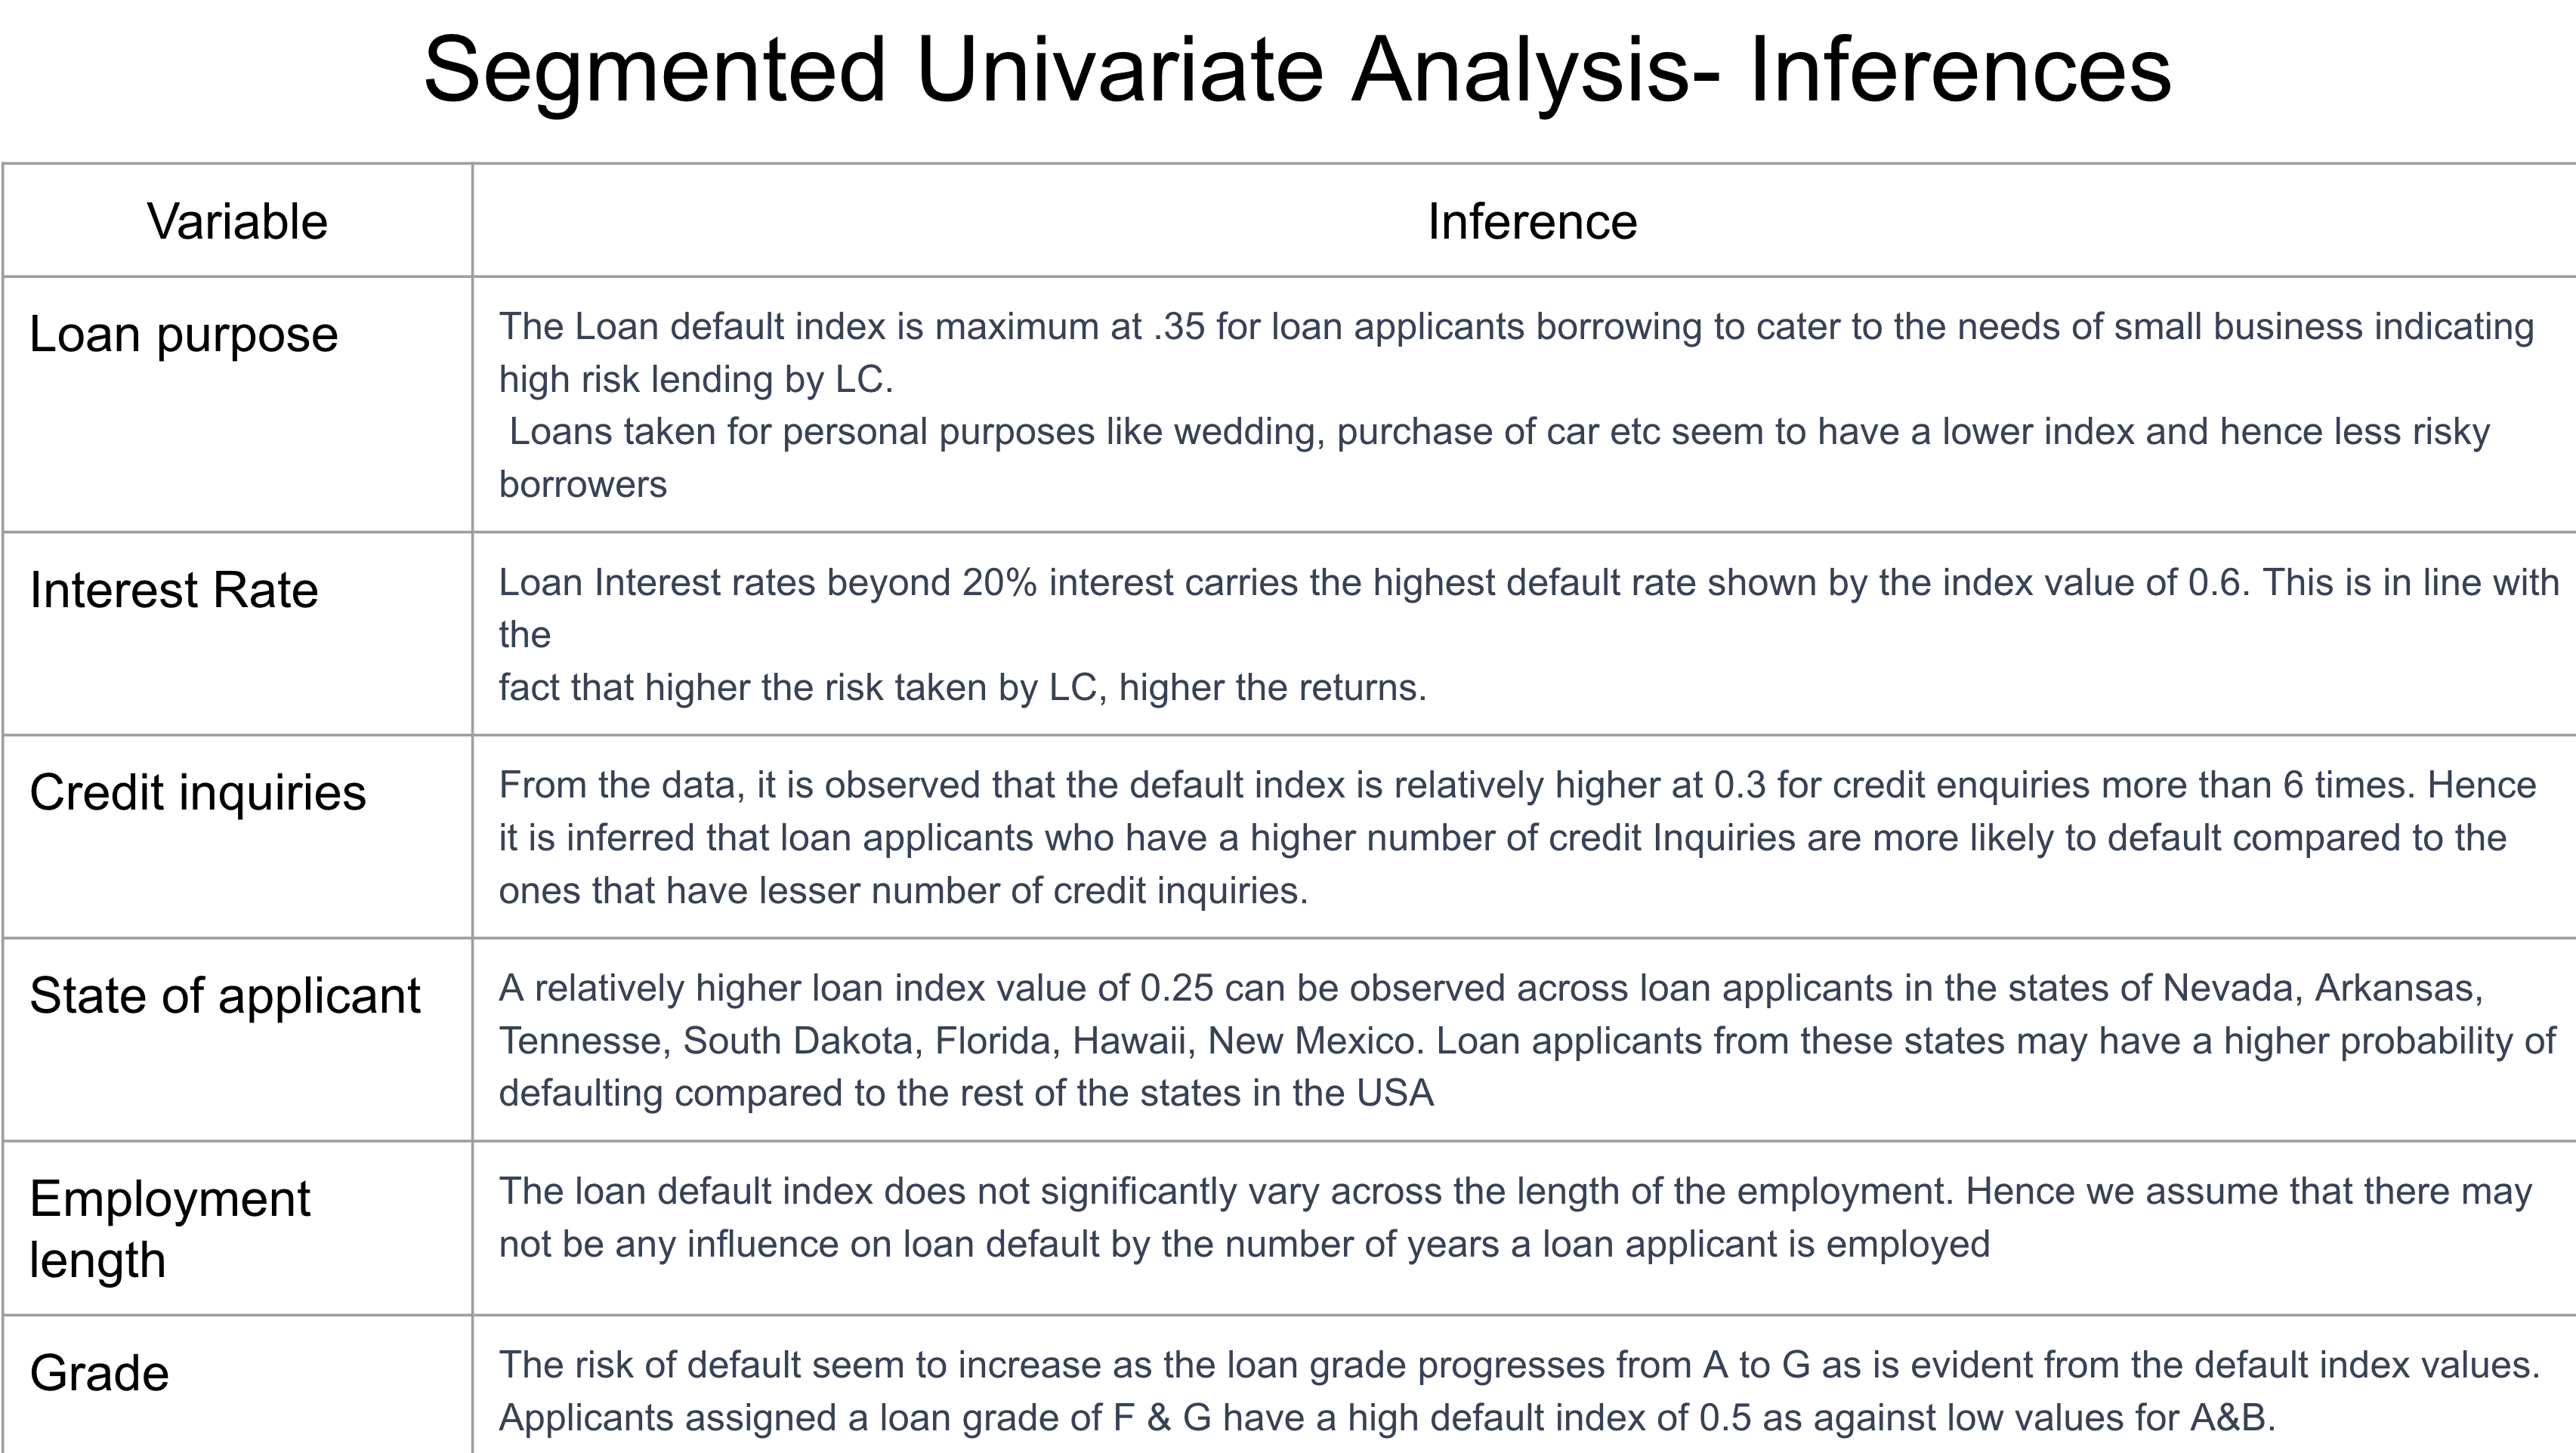 Segmented Univariate Analysis- Inferences
Variable
Inference
Loan purpose
The Loan default index is maximum at .35 for loan applicants borrowing to cater to the needs of small business indicating
high risk lending by LC.
Loans taken for personal purposes like wedding, purchase of car etc seem to have a lower index and hence less risky
borrowers
Interest Rate
Loan Interest rates beyond 20% interest carries the highest default rate shown by the index value of 0.6. This is in line with
the
fact that higher the risk taken by LC, higher the returns.
Credit inquiries
From the data, it is observed that the default index is relatively higher at 0.3 for credit enquiries more than 6 times. Hence
it is inferred that loan applicants who have a higher number of credit Inquiries are more likely to default compared to the
ones that have lesser number of credit inquiries.
State of applicant
A relatively higher loan index value of 0.25 can be observed across loan applicants in the states of Nevada, Arkansas,
Tennesse, South Dakota, Florida, Hawaii, New Mexico. Loan applicants from these states may have a higher probability of
defaulting compared to the rest of the states in the USA
Employment
length
The loan default index does not significantly vary across the length of the employment. Hence we assume that there may
not be any influence on loan default by the number of years a loan applicant is employed
Grade
The risk of default seem to increase as the loan grade progresses from A to G as is evident from the default index values.
Applicants assigned a loan grade of F & G have a high default index of 0.5 as against low values for A&B.